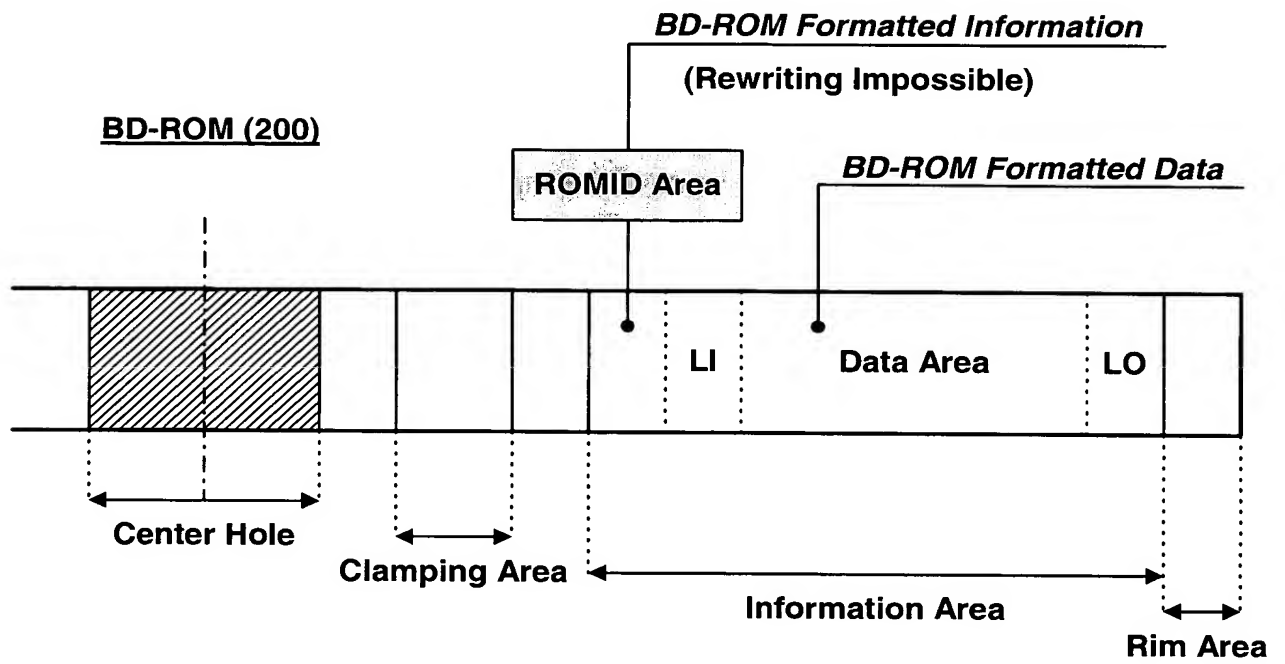 BD-ROM Formatted Information
(Rewriting Impossible)
BD-ROM (200)
ROMID Area
BD-ROM Formatted Data
LI
Data Area
LO
Center Hole
Clamping Area
Information Area
Rim Area